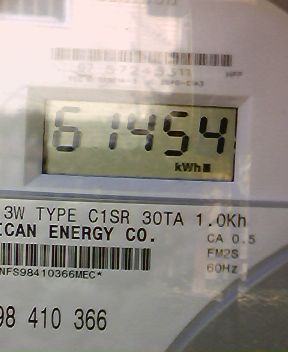 61454
kWh
3W TYPE C1SR 30TA 1.0Kh
ICAN ENERGY CO.
CA 0.5
FM2S
60Hz
NFS98410366MEC*
98 410 366